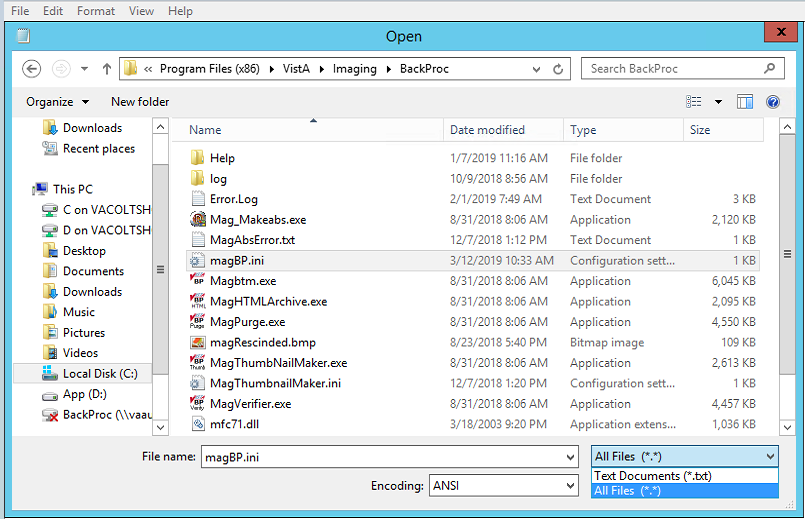 File Edit Format View Help
Open
« Program Files (x86) VistA Imaging BackProc Search BackProc
Organize New folder
Name Date modified Type Size
Downloads
Recent places
This PC
C on VACOLTSH
D on VACOLTSH
Desktop
Documents
Downloads
Music
Pictures
Videos
Local Disk (C:)
App (D:)
BackProc (\\vaau
Help 1/7/2019 11:16 AM File folder
log 10/9/2018 8:56 AM File folder
Error.Log 2/1/2019 7:49 AM Text Document 3 KB
Mag_Makeabs.exe 8/31/2018 8:06 AM Application 2,120 KB
MagAbsError.txt 12/7/2018 1:12 PM Text Document 1 KB
magBP.ini 3/12/2019 10:33 AM Configuration sett... 1 KB
Magbtm.exe 8/31/2018 8:06 AM Application 6,045 KB
MagHTMLArchive.exe 8/31/2018 8:06 AM Application 2,095 KB
MagPurge.exe 8/31/2018 8:06 AM Application 4,550 KB
magRescinded.bmp 8/23/2018 5:40 PM Bitmap image 109 KB
MagThumbNailMaker.exe 8/31/2018 8:06 AM Application 2,613 KB
MagThumbnailMaker.ini 12/7/2018 1:20 PM Configuration sett... 1 KB
MagVerifier.exe 8/31/2018 8:06 AM Application 4,457 KB
mfc71.dll 3/18/2003 9:20 PM Application extens... 1,036 KB
File name: magBP.ini All Files (*.*)
Text Documents (*.txt)
All Files (*.*)
Encoding: ANSI